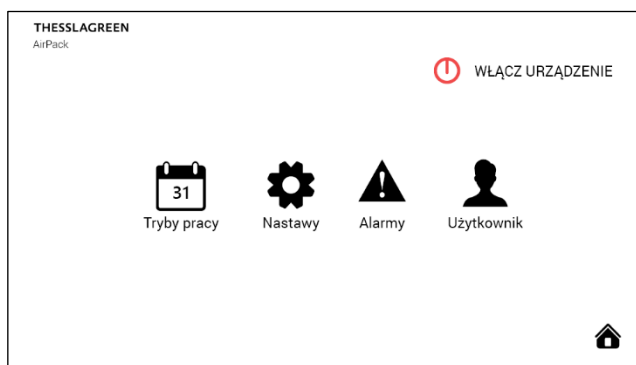 THESSLAGREEN
AirPack
WŁĄCZ URZĄDZENIE
31
Tryby pracy
Nastawy
Alarmy
Użytkownik